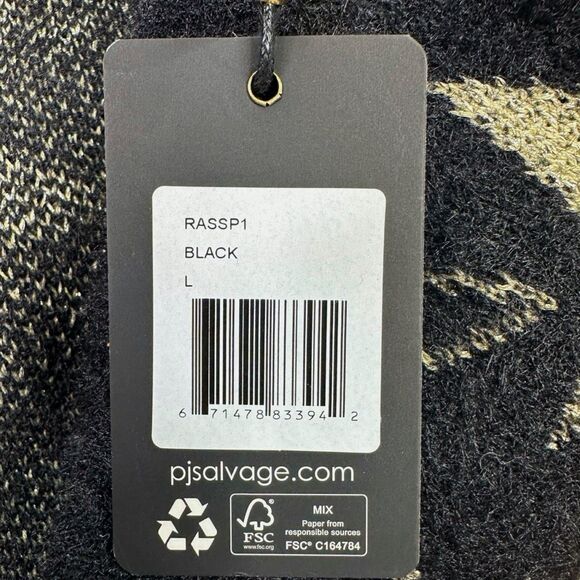 RASSP1
BLACK
L
6 71478 83394 2
pjsalvage.com
FSC
www.fsc.org
MIX
Paper from
responsible sources
FSC® C164784